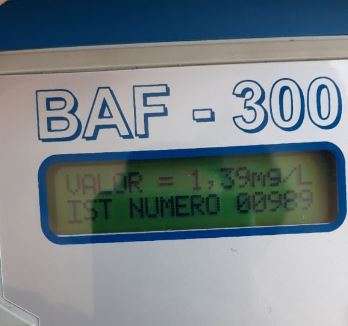 BAF - 300
VALOR = 1,39mg/L
IST NUMERO 00989